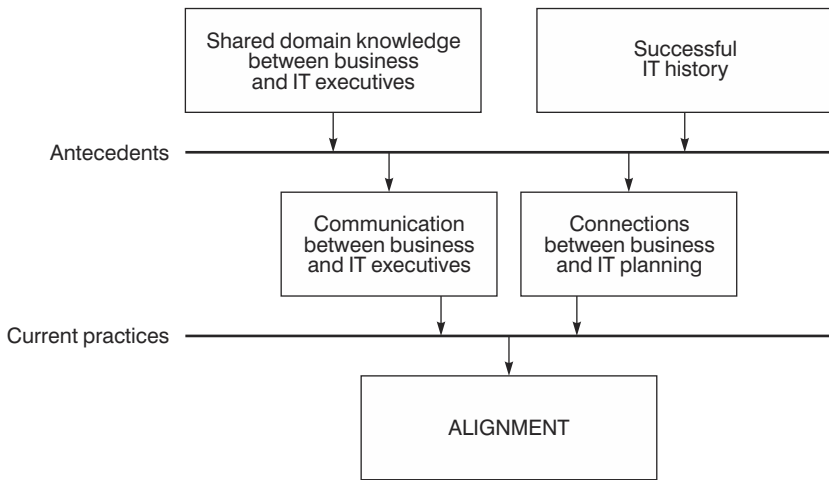 Shared domain knowledge
between business
and IT executives
Successful
IT history
Antecedents
Communication
between business
and IT executives
Connections
between business
and IT planning
Current practices
ALIGNMENT